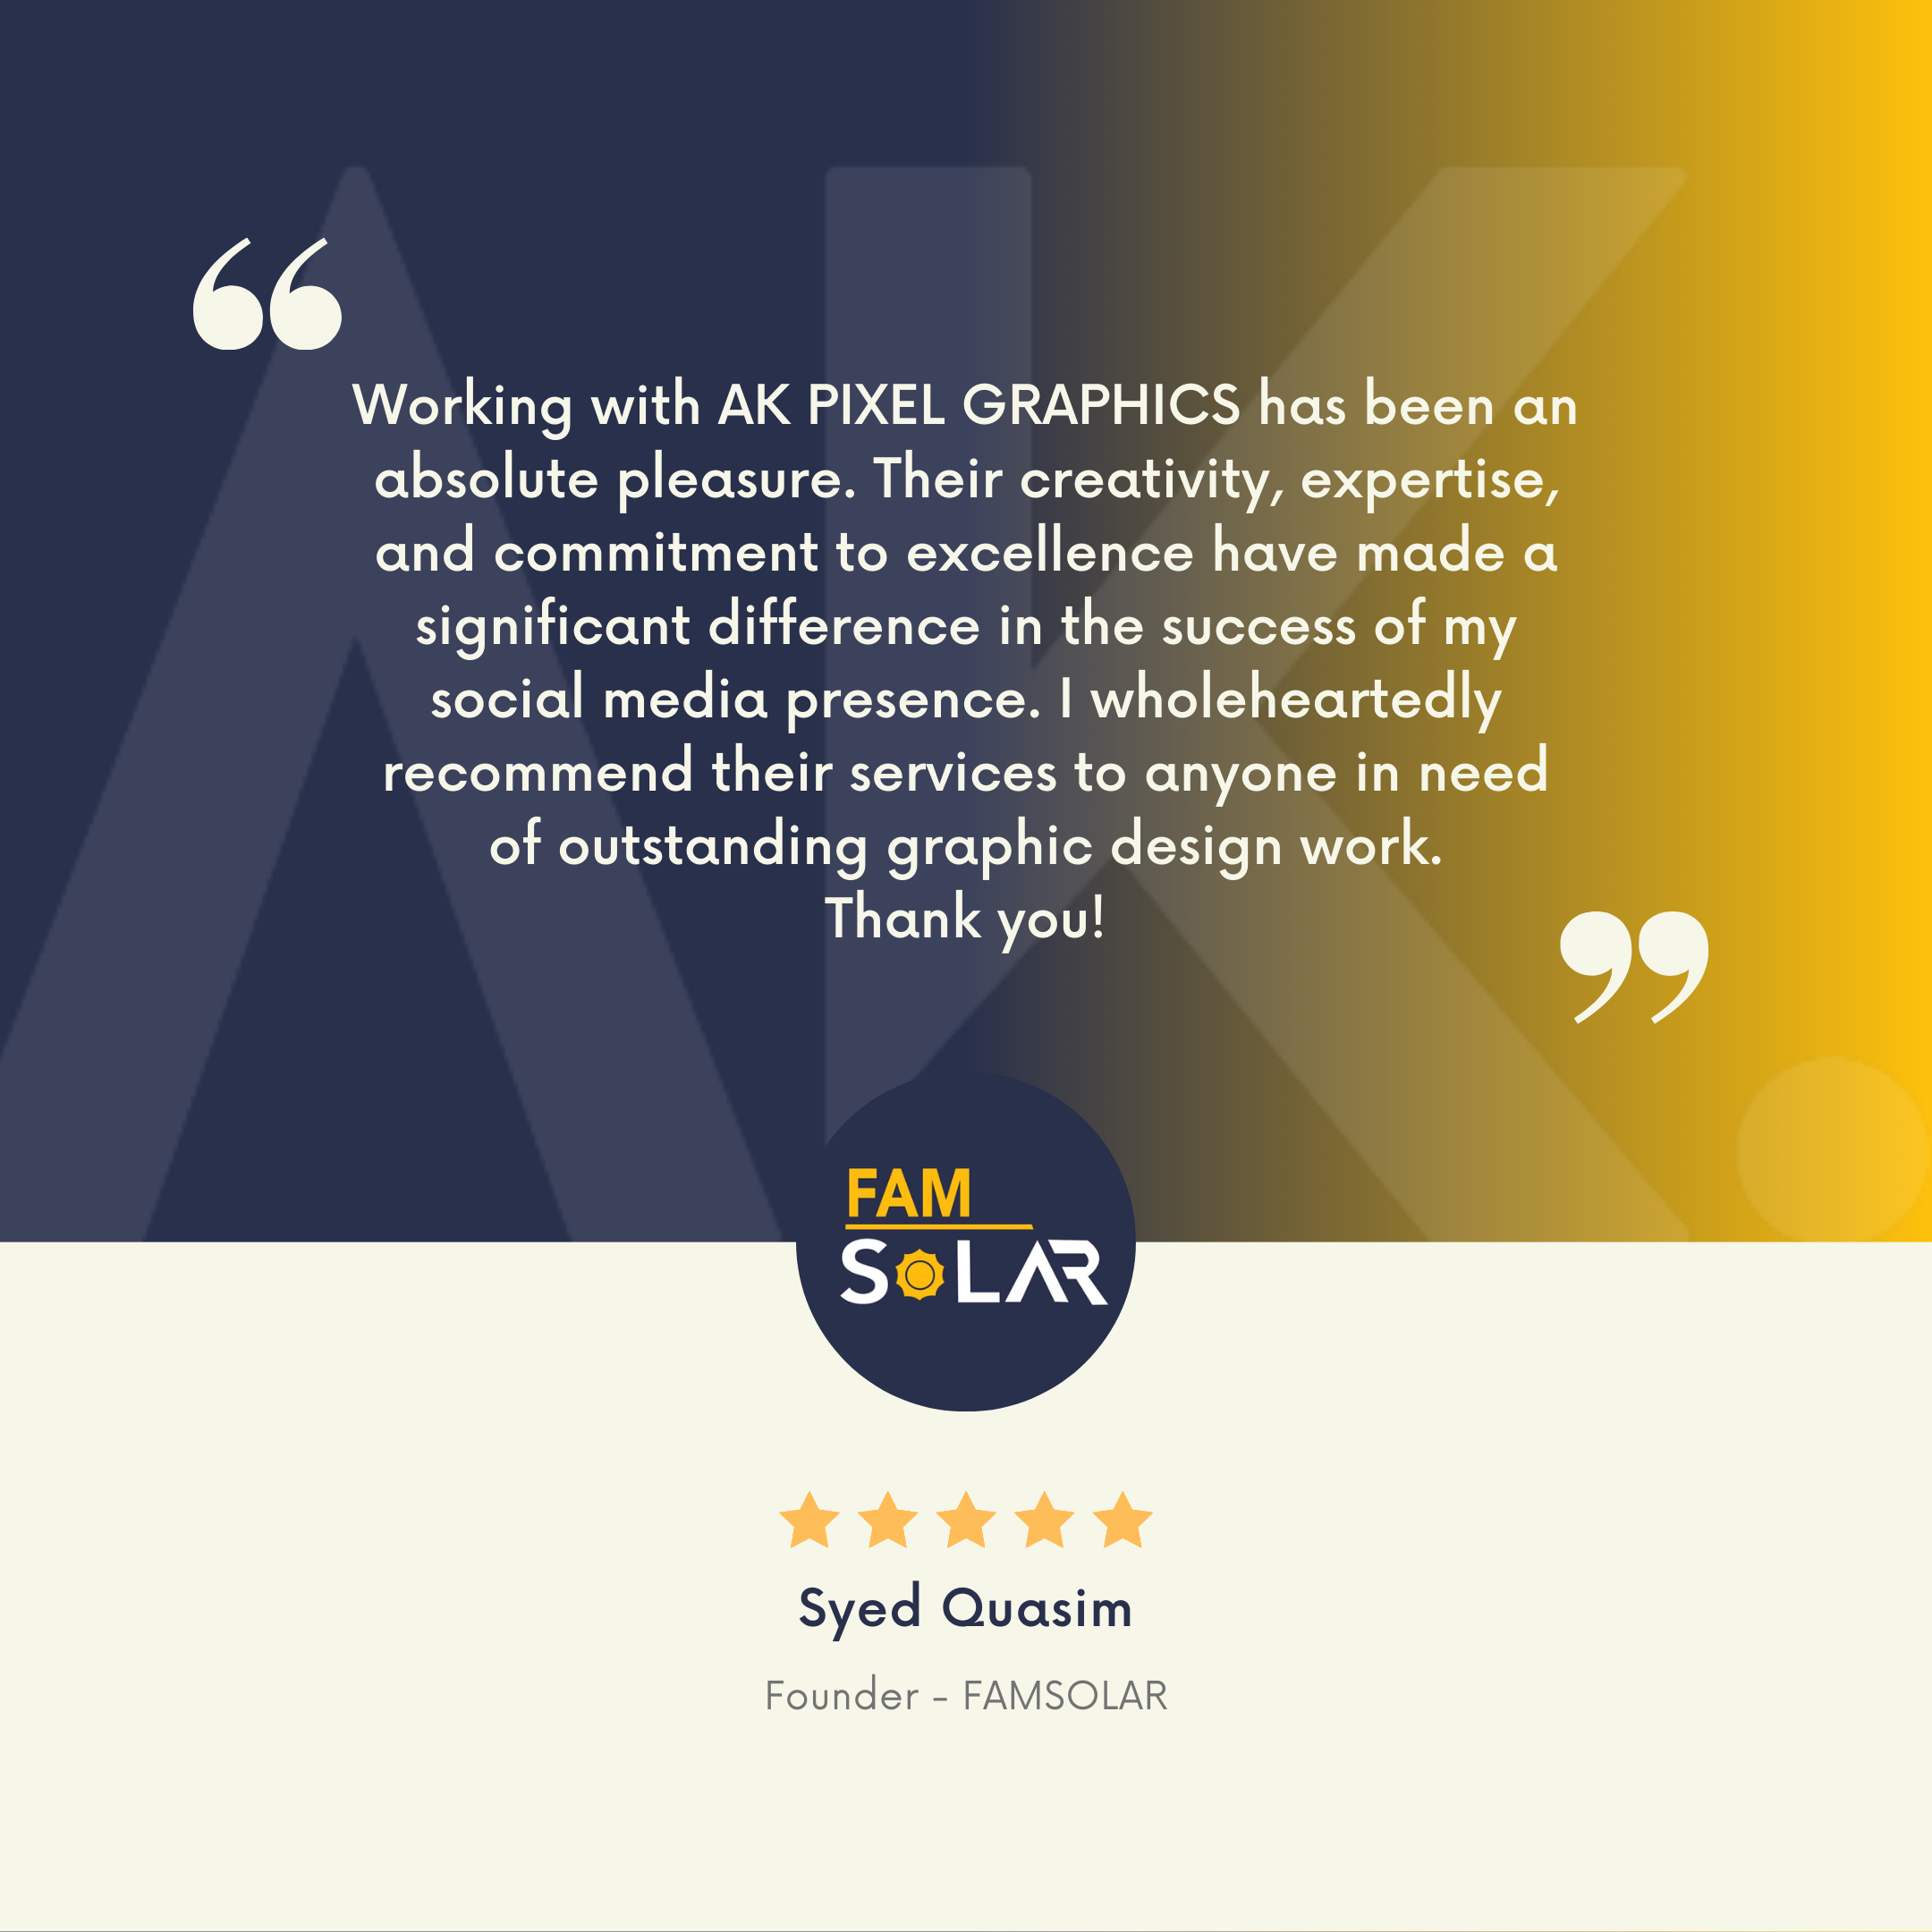 AK.
“
Working with AK PIXEL GRAPHICS has been an
absolute pleasure. Their creativity, expertise,
and commitment to excellence have made a
significant difference in the success of my
social media presence. I wholeheartedly
recommend their services to anyone in need
of outstanding graphic design work.
Thank you!
”
FAM
SOLAR
Syed Quasim
Founder - FAMSOLAR